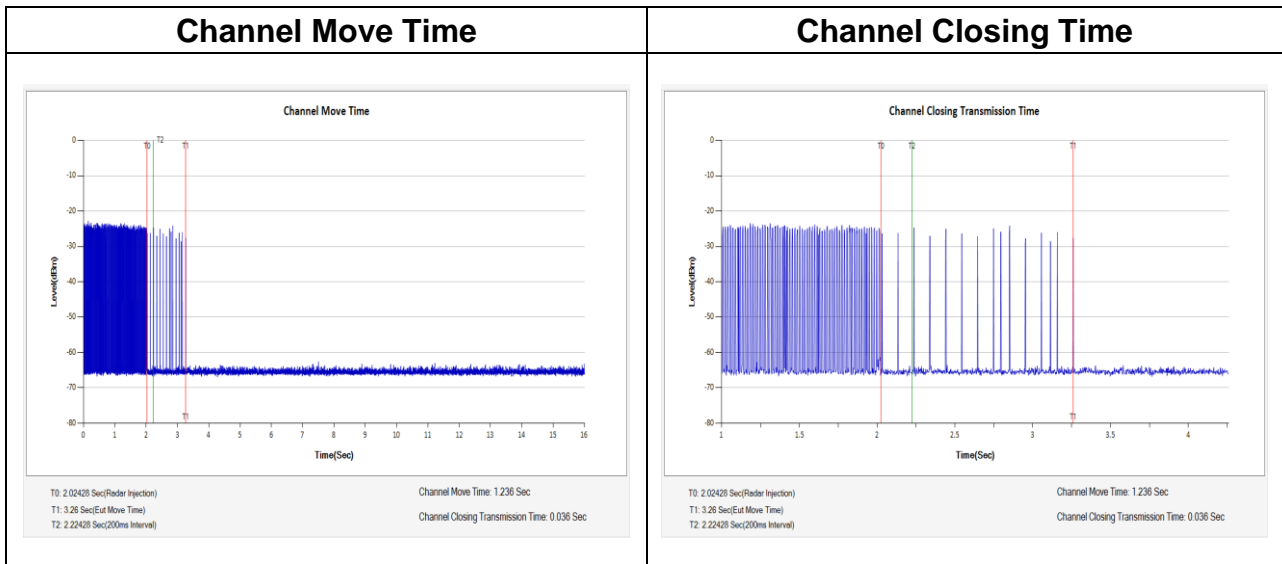 Channel Move Time
Channel Closing Time
Channel Move Time
T0 T2 T1
0
-10
-20
-30
-40
-50
-60
-70
-80
Level(dBm)
T1
0 1 2 3 4 5 6 7 8 9 10 11 12 13 14 15 16
Time(Sec)
T0: 2.02428 Sec(Radar Injection)
T1: 3.26 Sec(Eut Move Time)
T2: 2.22428 Sec(200ms Interval)
Channel Move Time: 1.236 Sec
Channel Closing Transmission Time: 0.036 Sec
Channel Closing Transmission Time
T0 T2 T1
0
-10
-20
-30
-40
-50
-60
-70
-80
Level(dBm)
T1
1 1.5 2 2.5 3 3.5 4
Time(Sec)
T0: 2.02428 Sec(Radar Injection)
T1: 3.26 Sec(Eut Move Time)
T2: 2.22428 Sec(200ms Interval)
Channel Move Time: 1.236 Sec
Channel Closing Transmission Time: 0.036 Sec